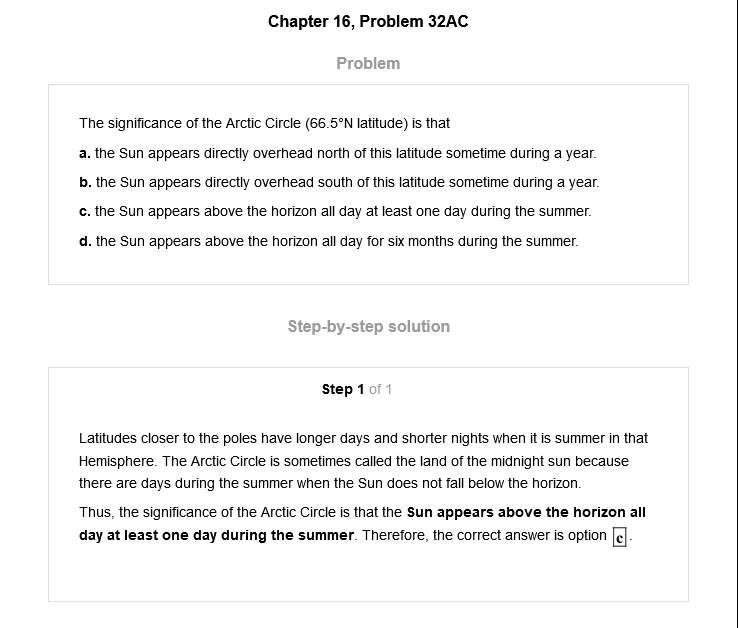 Chapter 16, Problem 32AC
Problem
The significance of the Arctic Circle (66.5°N latitude) is that
a. the Sun appears directly overhead north of this latitude sometime during a year.
b. the Sun appears directly overhead south of this latitude sometime during a year.
c. the Sun appears above the horizon all day at least one day during the summer.
d. the Sun appears above the horizon all day for six months during the summer.
Step-by-step solution
Step 1 of 1
Latitudes closer to the poles have longer days and shorter nights when it is summer in that
Hemisphere. The Arctic Circle is sometimes called the land of the midnight sun because
there are days during the summer when the Sun does not fall below the horizon.
Thus, the significance of the Arctic Circle is that the Sun appears above the horizon all
day at least one day during the summer. Therefore, the correct answer is option c.